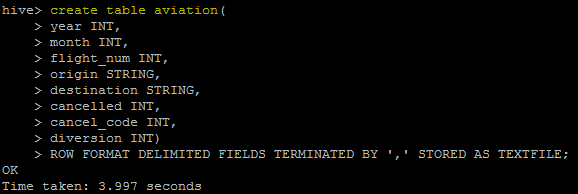 hive> create table aviation(
    > year INT,
    > month INT,
    > flight_num INT,
    > origin STRING,
    > destination STRING,
    > cancelled INT,
    > cancel_code INT,
    > diversion INT)
    > ROW FORMAT DELIMITED FIELDS TERMINATED BY ',' STORED AS TEXTFILE;
OK
Time taken: 3.997 seconds